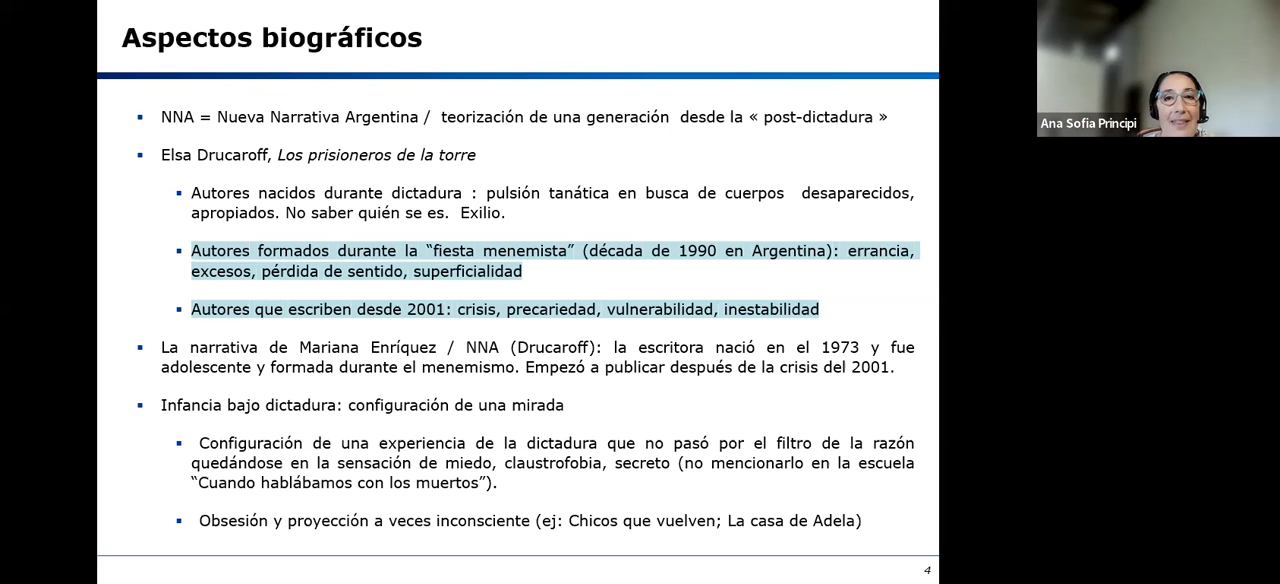 Aspectos biográficos
NNA = Nueva Narrativa Argentina / teorización de una generación desde la « post-dictadura »
Elsa Drucaroff, Los prisioneros de la torre
Autores nacidos durante dictadura : pulsión tanática en busca de cuerpos desaparecidos,
apropiados. No saber quién se es. Exilio.
Autores formados durante la “fiesta menemista” (década de 1990 en Argentina): errancia,
excesos, pérdida de sentido, superficialidad
Autores que escriben desde 2001: crisis, precariedad, vulnerabilidad, inestabilidad
La narrativa de Mariana Enríquez / NNA (Drucaroff): la escritora nació en el 1973 y fue
adolescente y formada durante el menemismo. Empezó a publicar después de la crisis del 2001.
Infancia bajo dictadura: configuración de una mirada
Configuración de una experiencia de la dictadura que no pasó por el filtro de la razón
quedándose en la sensación de miedo, claustrofobia, secreto (no mencionarlo en la escuela
“Cuando hablábamos con los muertos”).
Obsesión y proyección a veces inconsciente (ej: Chicos que vuelven; La casa de Adela)
4
Ana Sofia Principi